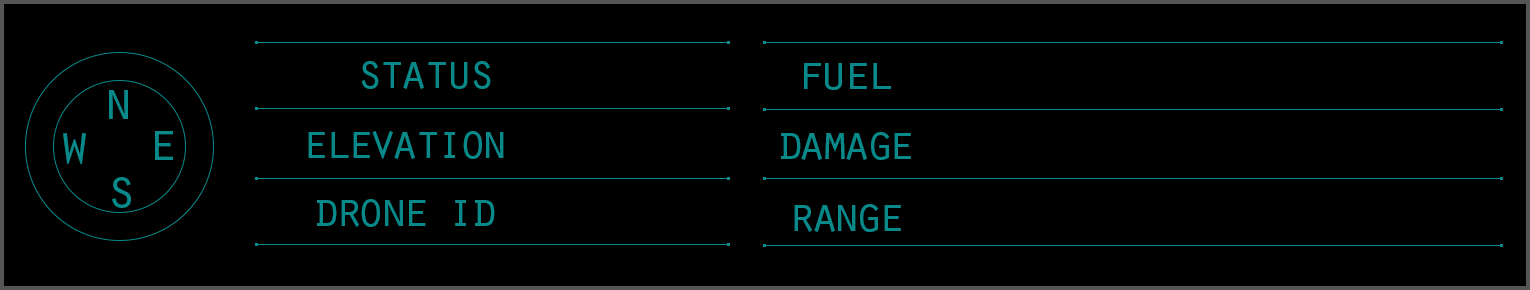 N
W E
S
STATUS
ELEVATION
DRONE ID
FUEL
DAMAGE
RANGE